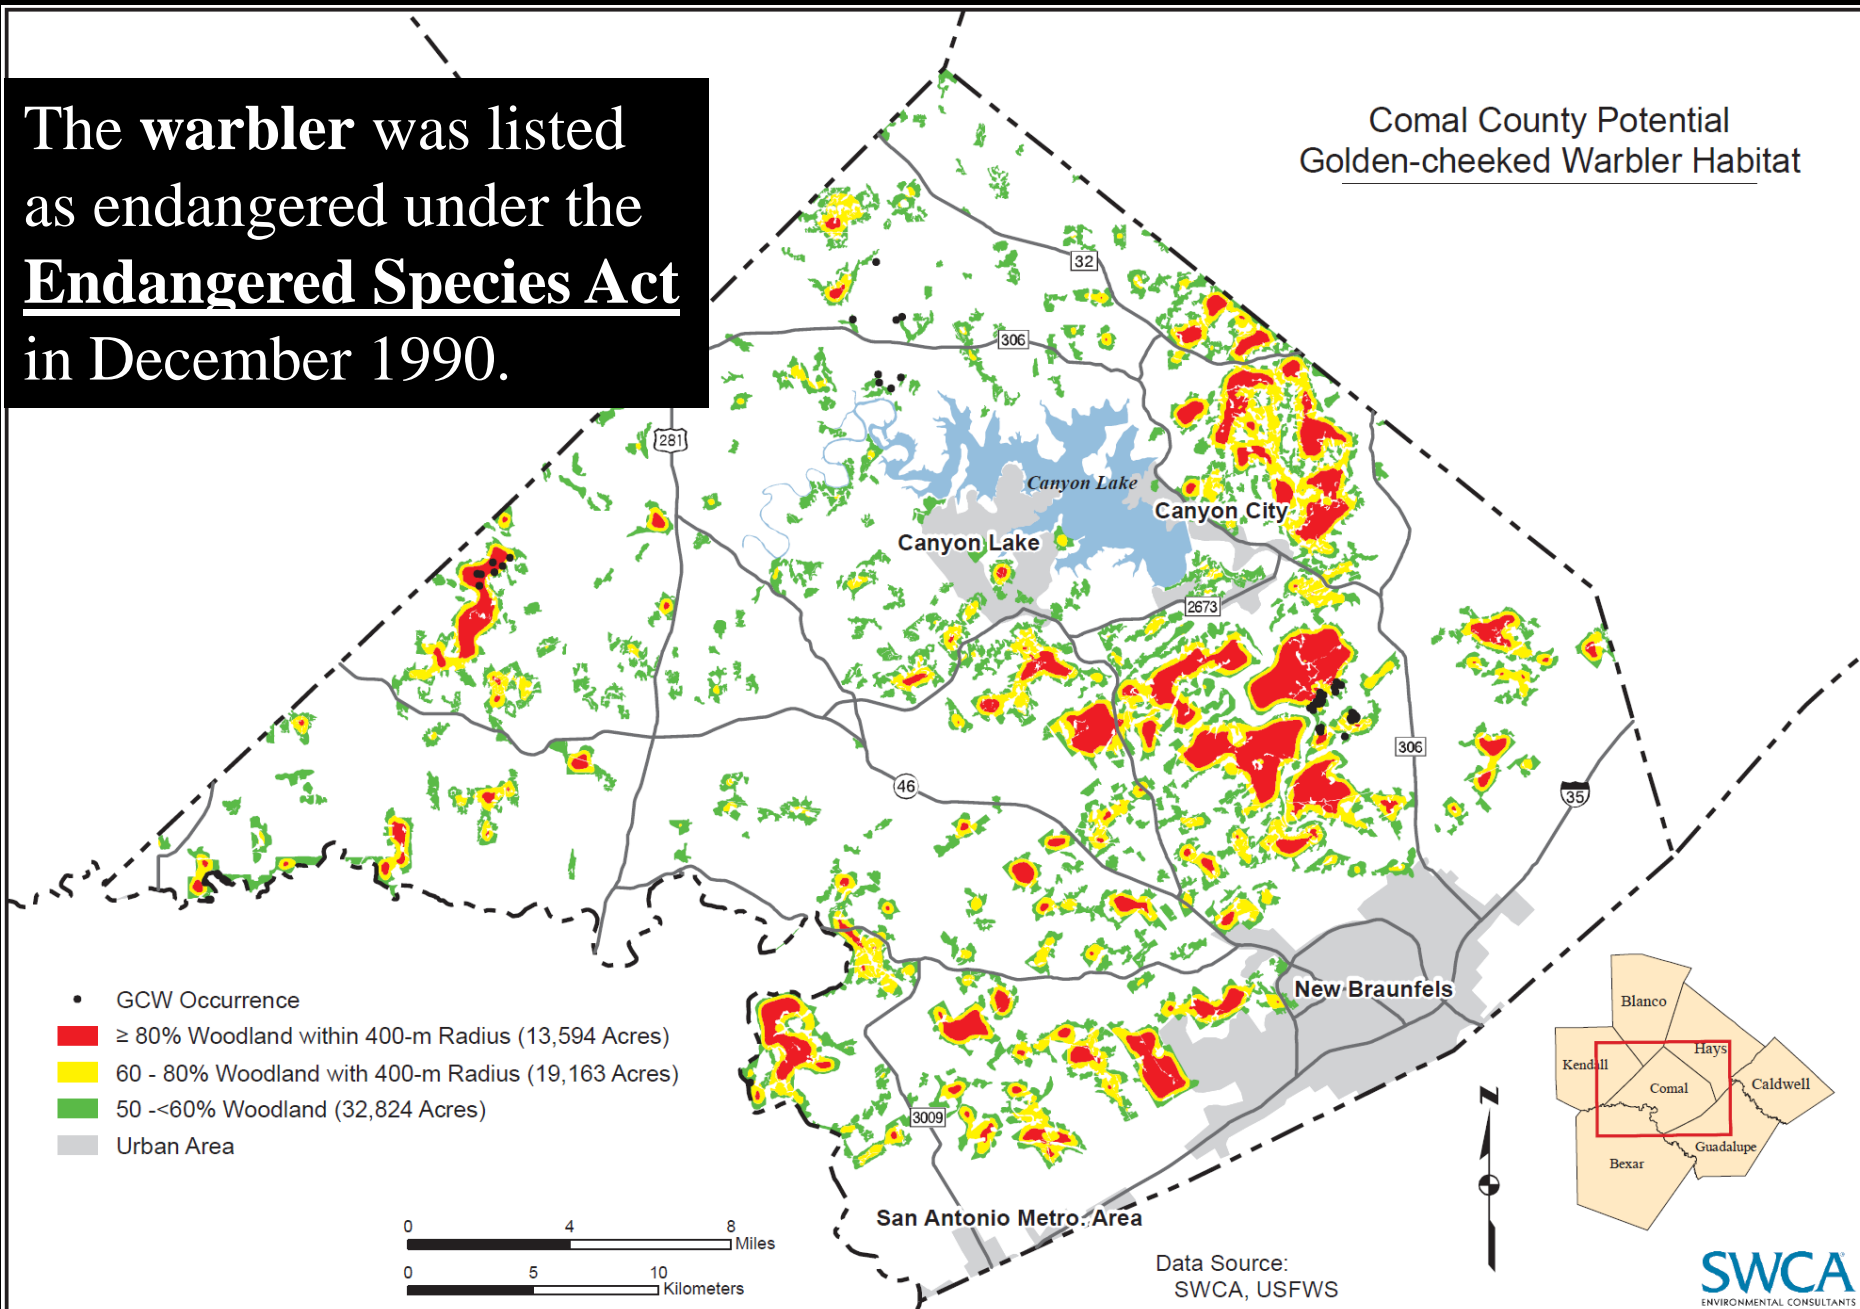 The warbler was listed
as endangered under the
Endangered Species Act
in December 1990.
Comal County Potential
Golden-cheeked Warbler Habitat
32
306
281
Canyon Lake
Canyon City
Canyon Lake
2673
306
46
35
New Braunfels
3009
San Antonio Metro. Area
GCW Occurrence
≥ 80% Woodland within 400-m Radius (13,594 Acres)
60 - 80% Woodland with 400-m Radius (19,163 Acres)
50 -<60% Woodland (32,824 Acres)
Urban Area
0 4 8
Miles
0 5 10
Kilometers
Data Source:
SWCA, USFWS
N
Blanco
Hays
Kendall
Comal
Caldwell
Guadalupe
Bexar
SWCA
ENVIRONMENTAL CONSULTANTS